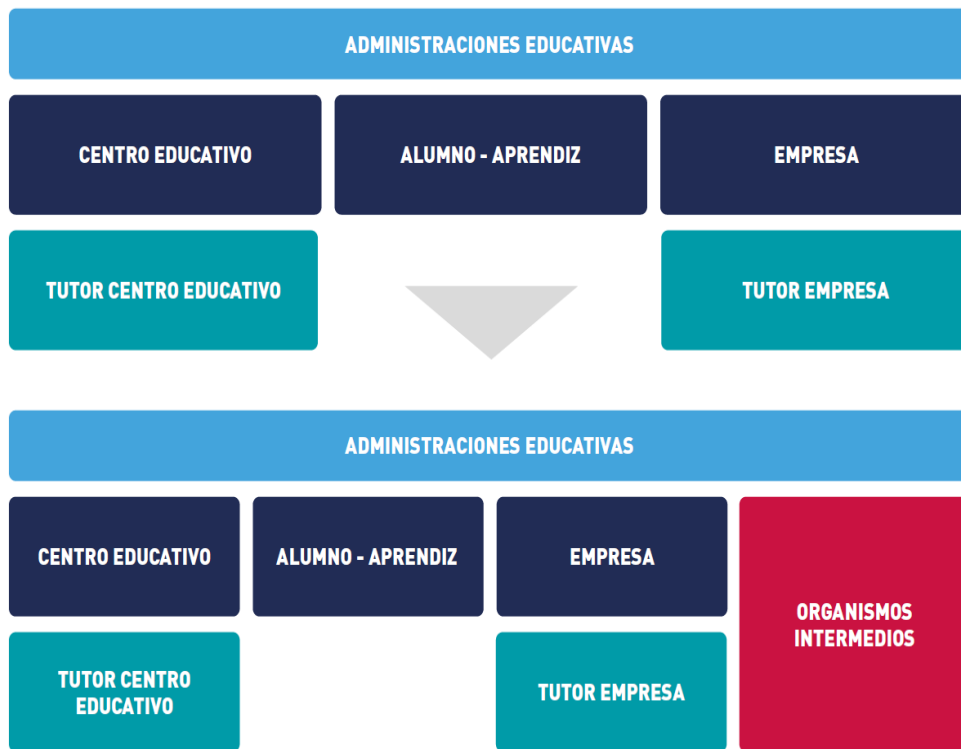 ADMINISTRACIONES EDUCATIVAS
CENTRO EDUCATIVO
ALUMNO - APRENDIZ
EMPRESA
TUTOR CENTRO EDUCATIVO
TUTOR EMPRESA
ADMINISTRACIONES EDUCATIVAS
CENTRO EDUCATIVO
ALUMNO - APRENDIZ
EMPRESA
ORGANISMOS
INTERMEDIOS
TUTOR CENTRO
EDUCATIVO
TUTOR EMPRESA